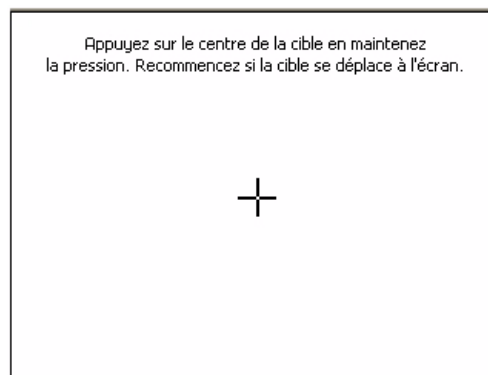 Appuyez sur le centre de la cible en maintenez
la pression. Recommencez si la cible se déplace à l'écran.